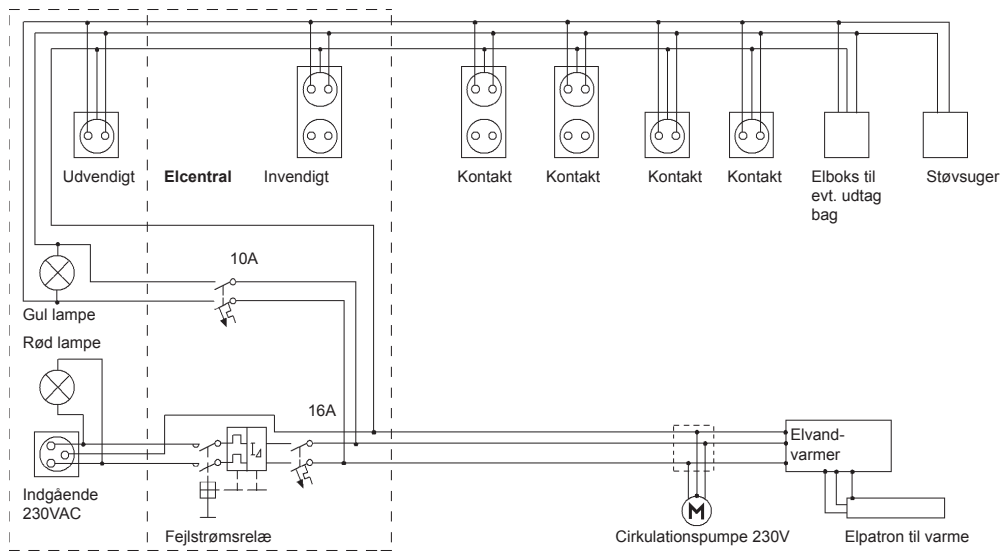 Udvendigt
Elcentral
Invendigt
Kontakt
Kontakt
Kontakt
Kontakt
Elboks til
evt. udtag
bag
Støvsuger
10A
Gul lampe
Rød lampe
16A
I∆
Elvand-
varmer
M
Indgående
230VAC
Fejlstrømsrelæ
Cirkulationspumpe 230V
Elpatron til varme